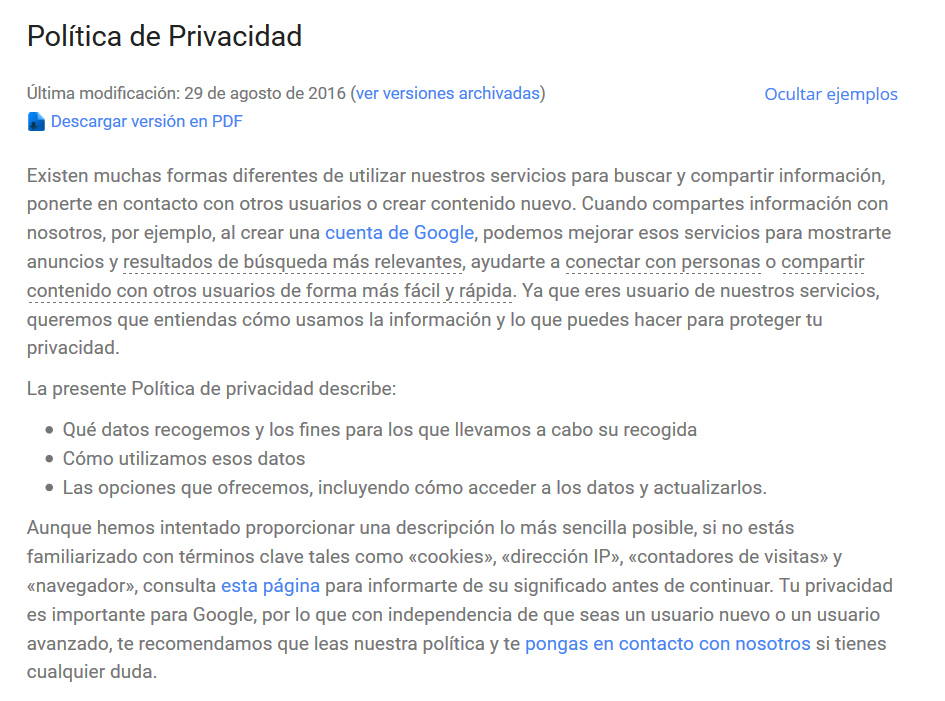 Política de Privacidad
Última modificación: 29 de agosto de 2016 (ver versiones archivadas)
Ocultar ejemplos
Descargar versión en PDF
Existen muchas formas diferentes de utilizar nuestros servicios para buscar y compartir información,
ponerte en contacto con otros usuarios o crear contenido nuevo. Cuando compartes información con
nosotros, por ejemplo, al crear una cuenta de Google, podemos mejorar esos servicios para mostrarte
anuncios y resultados de búsqueda más relevantes, ayudarte a conectar con personas o compartir
contenido con otros usuarios de forma más fácil y rápida. Ya que eres usuario de nuestros servicios,
queremos que entiendas cómo usamos la información y lo que puedes hacer para proteger tu
privacidad.
La presente Política de privacidad describe:
• Qué datos recogemos y los fines para los que llevamos a cabo su recogida
• Cómo utilizamos esos datos
• Las opciones que ofrecemos, incluyendo cómo acceder a los datos y actualizarlos.
Aunque hemos intentado proporcionar una descripción lo más sencilla posible, si no estás
familiarizado con términos clave tales como «cookies», «dirección IP», «contadores de visitas» y
«navegador», consulta esta página para informarte de su significado antes de continuar. Tu privacidad
es importante para Google, por lo que con independencia de que seas un usuario nuevo o un usuario
avanzado, te recomendamos que leas nuestra política y te pongas en contacto con nosotros si tienes
cualquier duda.